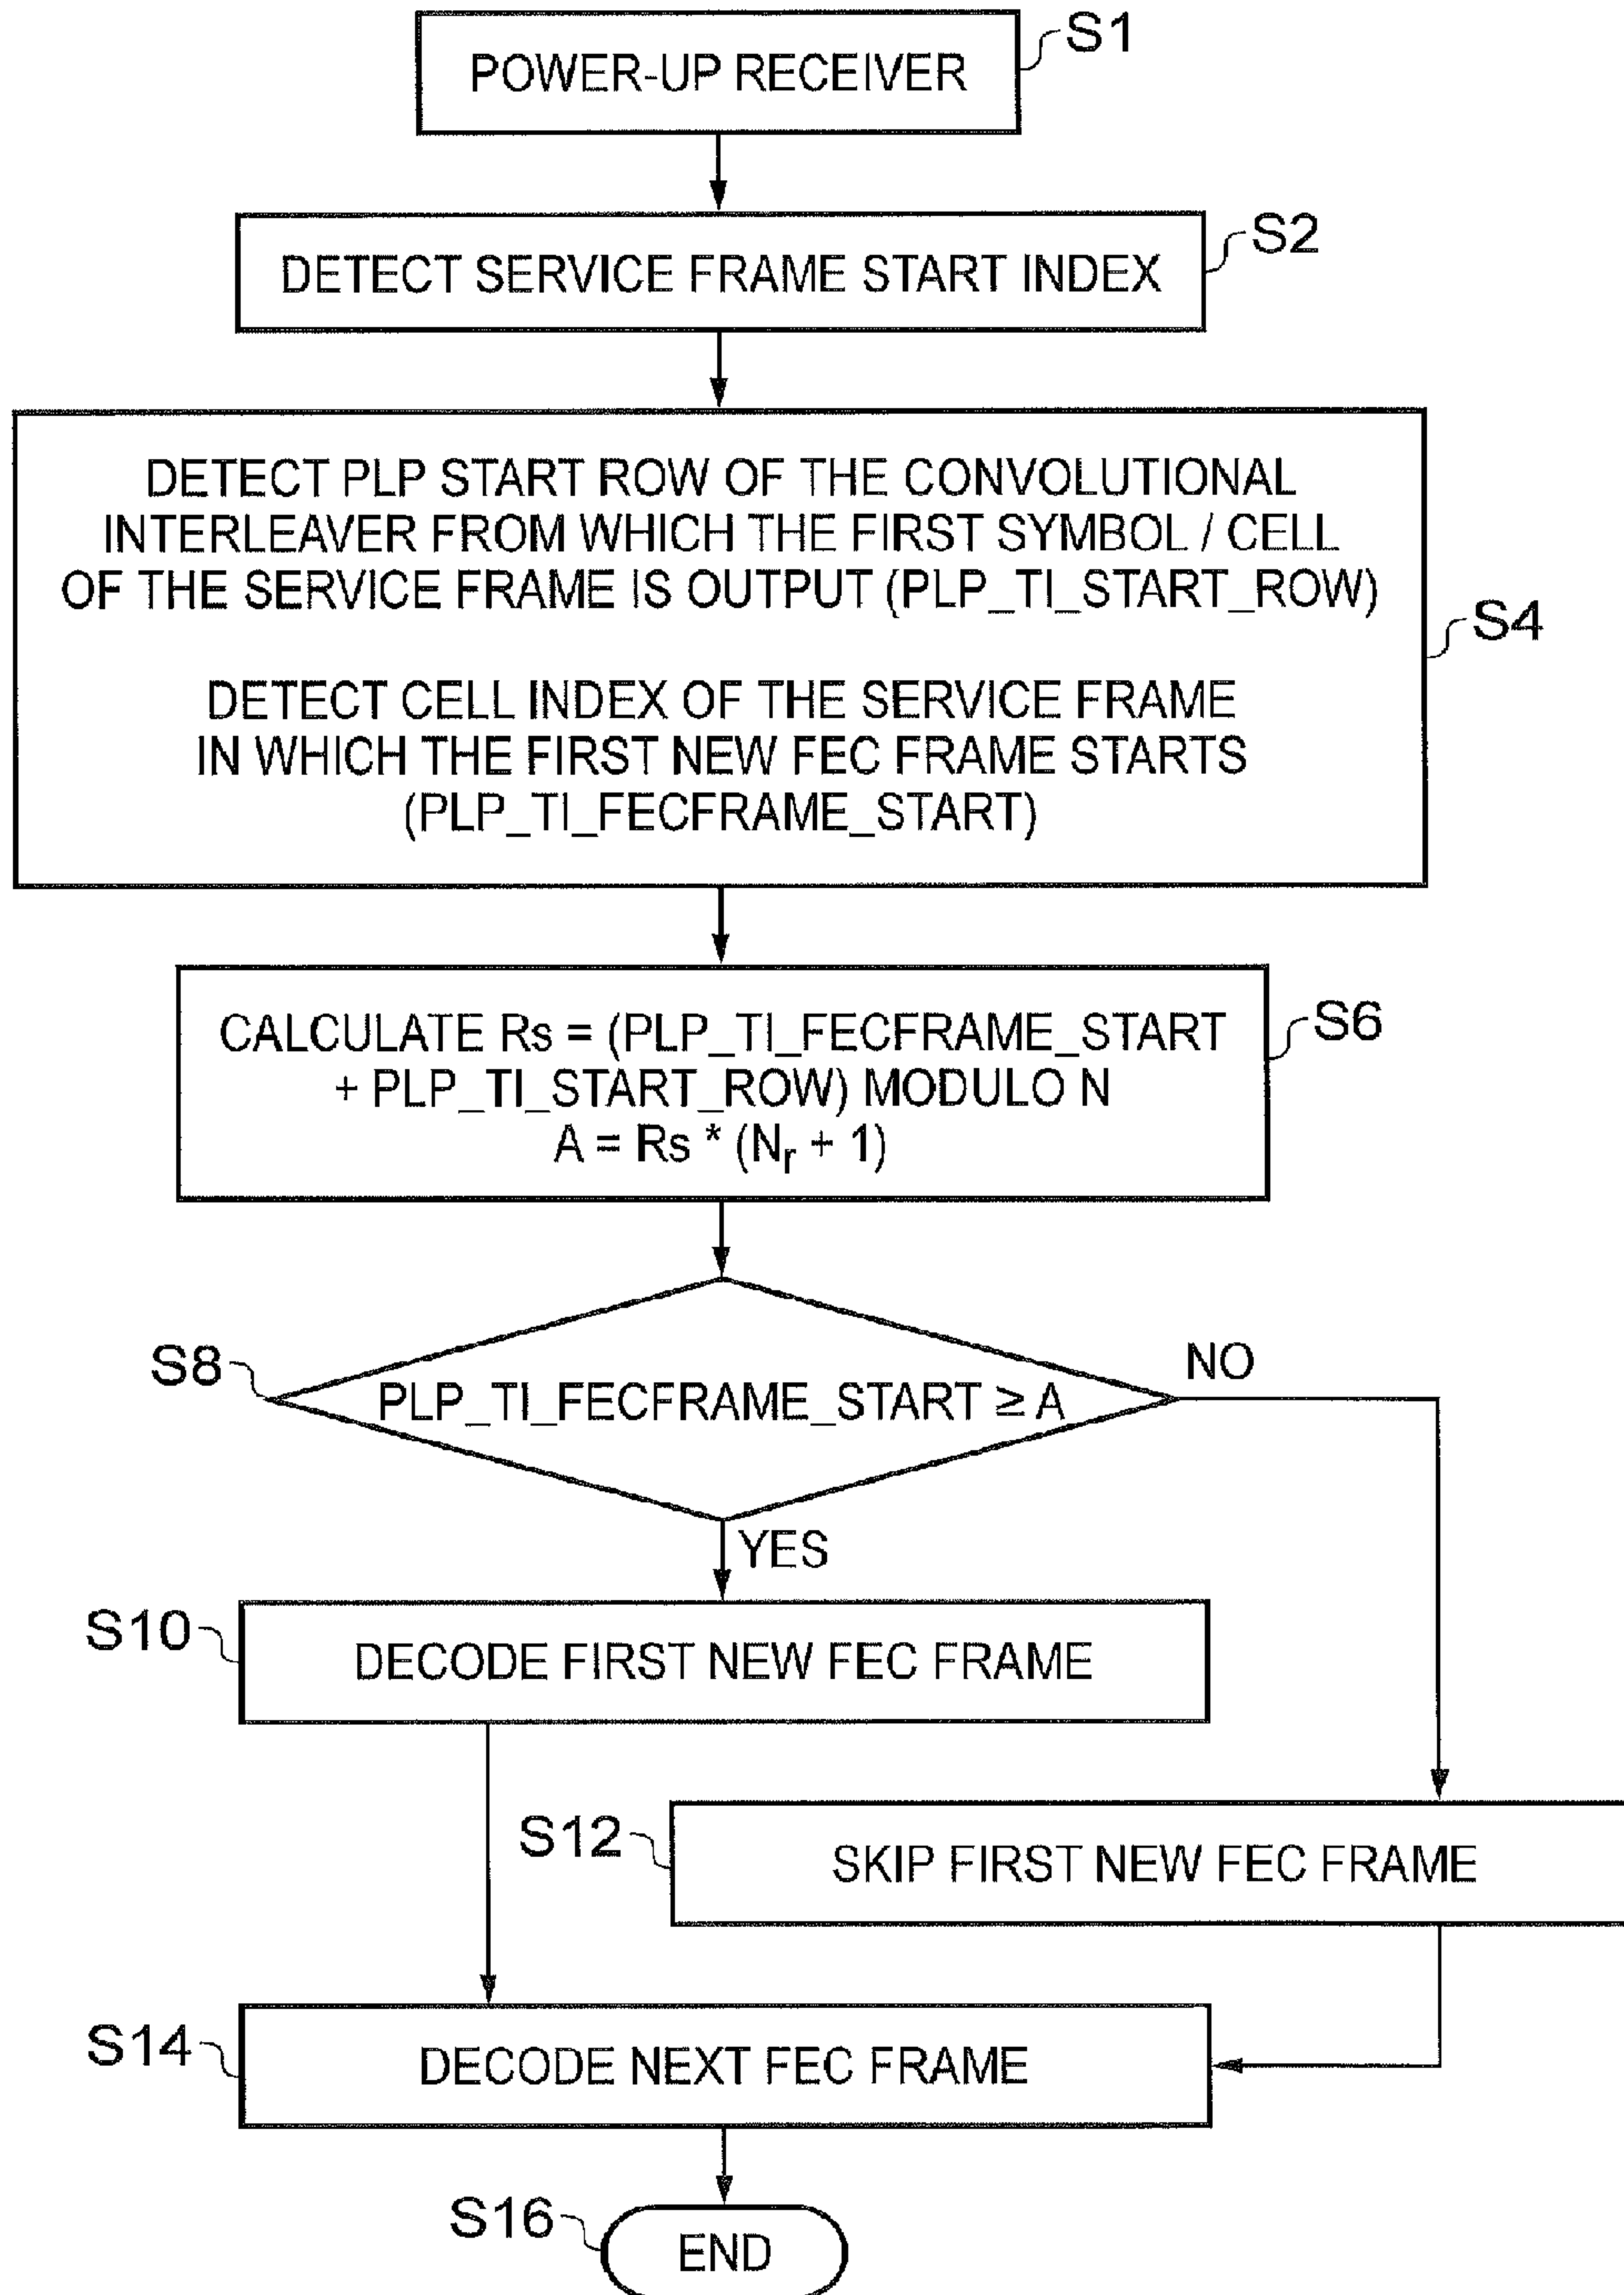 POWER-UP RECEIVER
S1
DETECT SERVICE FRAME START INDEX
S2
DETECT PLP START ROW OF THE CONVOLUTIONAL
INTERLEAVER FROM WHICH THE FIRST SYMBOL / CELL
OF THE SERVICE FRAME IS OUTPUT (PLP_TI_START_ROW)
DETECT CELL INDEX OF THE SERVICE FRAME
IN WHICH THE FIRST NEW FEC FRAME STARTS
(PLP_TI_FECFRAME_START)
S4
CALCULATE Rs = (PLP_TI_FECFRAME_START
+ PLP_TI_START_ROW) MODULO N
A = Rs * (Nr + 1)
S6
S8
PLP_TI_FECFRAME_START ≥ A
NO
YES
S10
DECODE FIRST NEW FEC FRAME
S12
SKIP FIRST NEW FEC FRAME
S14
DECODE NEXT FEC FRAME
S16
END